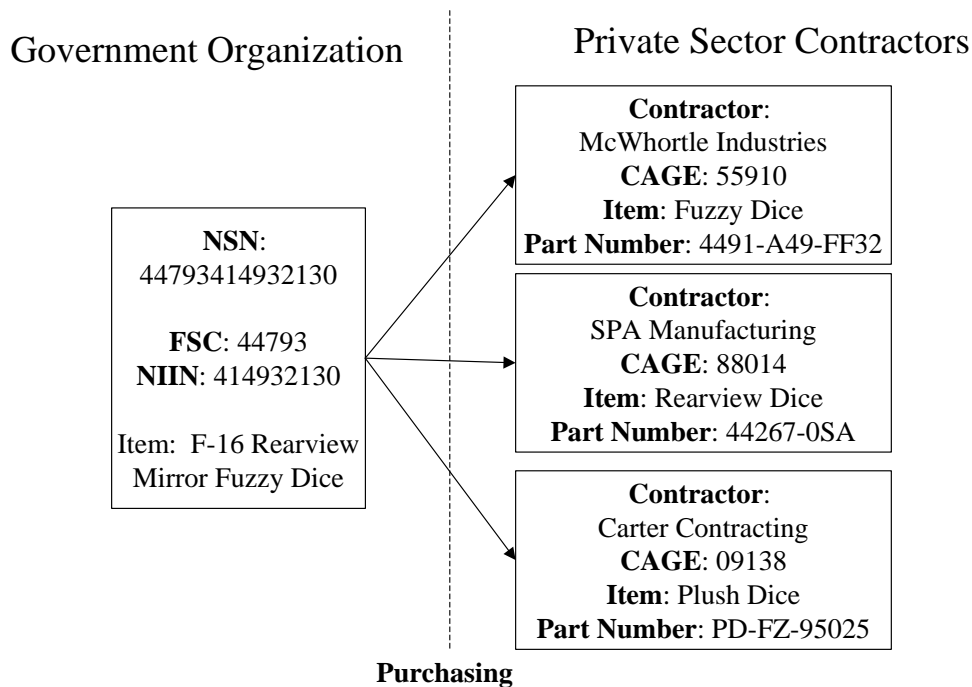 Government Organization
Private Sector Contractors
NSN:
44793414932130
FSC: 44793
NIIN: 414932130
Item: F-16 Rearview
Mirror Fuzzy Dice
Contractor:
McWhortle Industries
CAGE: 55910
Item: Fuzzy Dice
Part Number: 4491-A49-FF32
Contractor:
SPA Manufacturing
CAGE: 88014
Item: Rearview Dice
Part Number: 44267-0SA
Contractor:
Carter Contracting
CAGE: 09138
Item: Plush Dice
Part Number: PD-FZ-95025
Purchasing